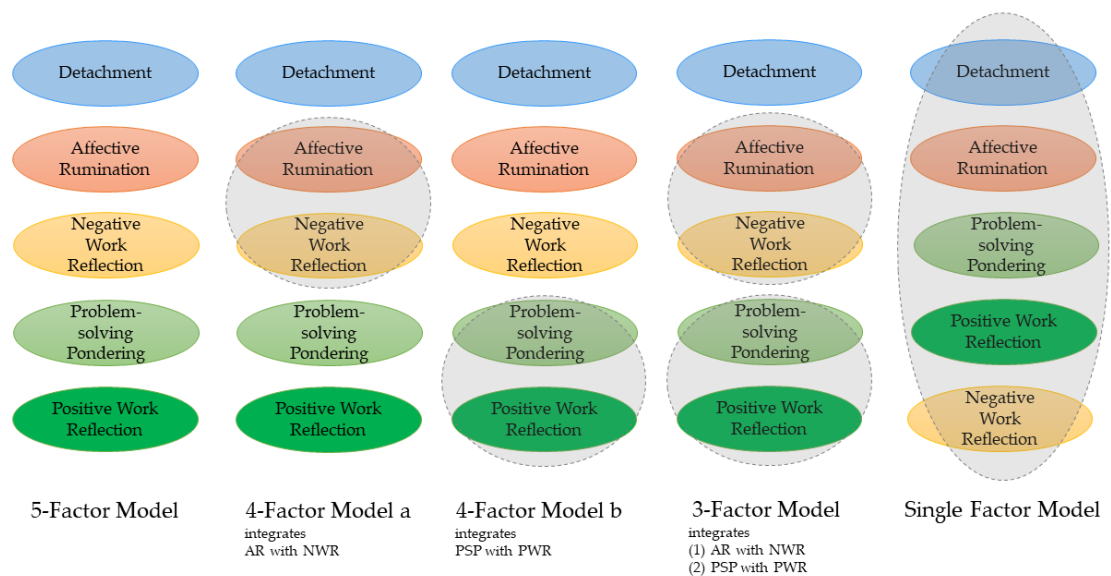 Detachment
Affective
Rumination
Negative
Work
Reflection
Problem-
solving
Pondering
Positive Work
Reflection
5-Factor Model
Detachment
Affective
Rumination
Negative
Work
Reflection
Problem-
solving
Pondering
Positive Work
Reflection
4-Factor Model a
integrates
AR with NWR
Detachment
Affective
Rumination
Negative
Work
Reflection
Problem-
solving
Pondering
Positive Work
Reflection
4-Factor Model b
integrates
PSP with PWR
Detachment
Affective
Rumination
Negative
Work
Reflection
Problem-
solving
Pondering
Positive Work
Reflection
3-Factor Model
integrates
(1) AR with NWR
(2) PSP with PWR
Detachment
Affective
Rumination
Problem-
solving
Pondering
Positive Work
Reflection
Negative
Work
Reflection
Single Factor Model